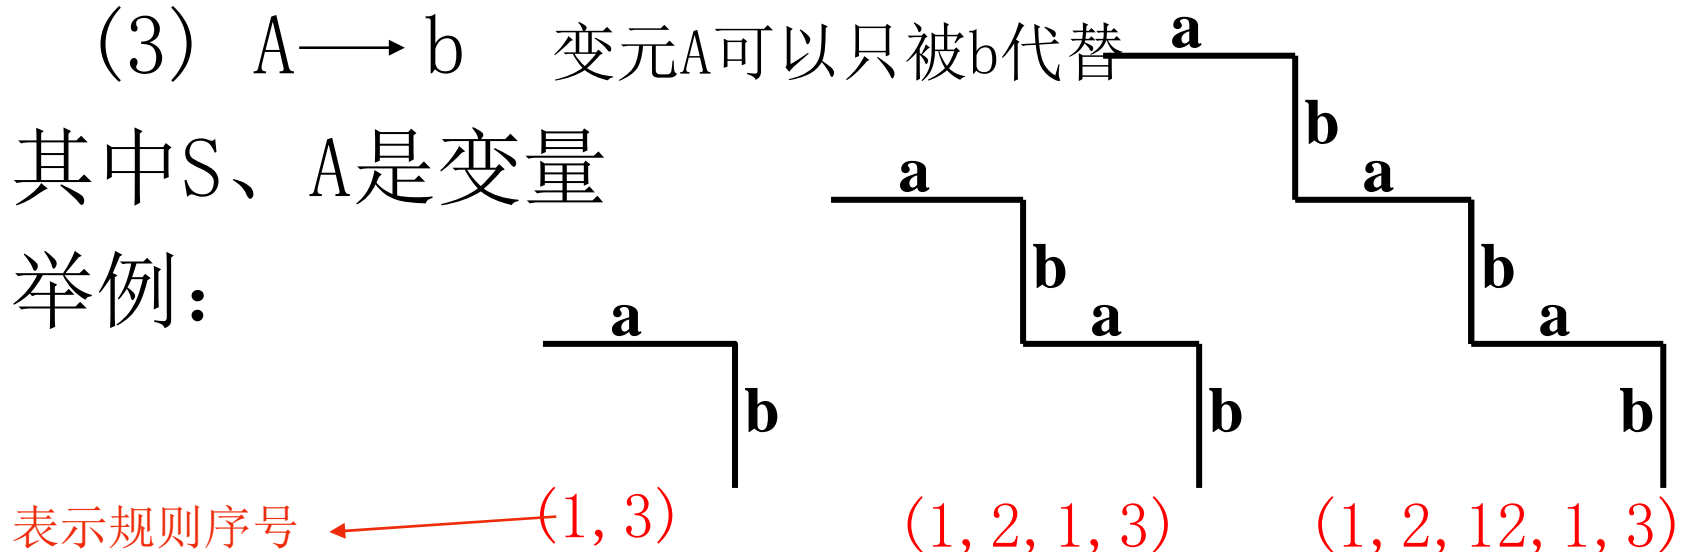 (3) A→b 变元A可以只被b代替
其中S、A是变量
举例：
a
b
a
b
a
b
a
b
a
b
a
b
表示规则序号
(1,3)
(1,2,1,3)
(1,2,12,1,3)